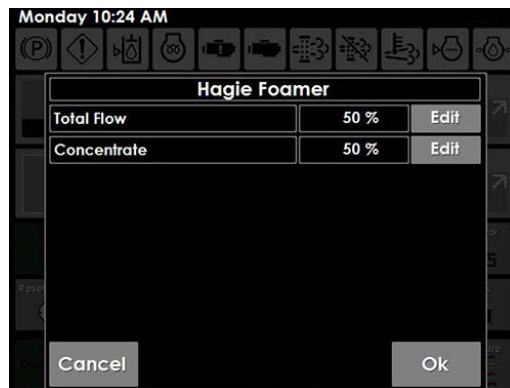 Monday 10:24 AM
Hagie Foamer
Total Flow 50 % Edit
Concentrate 50 % Edit
Cancel Ok